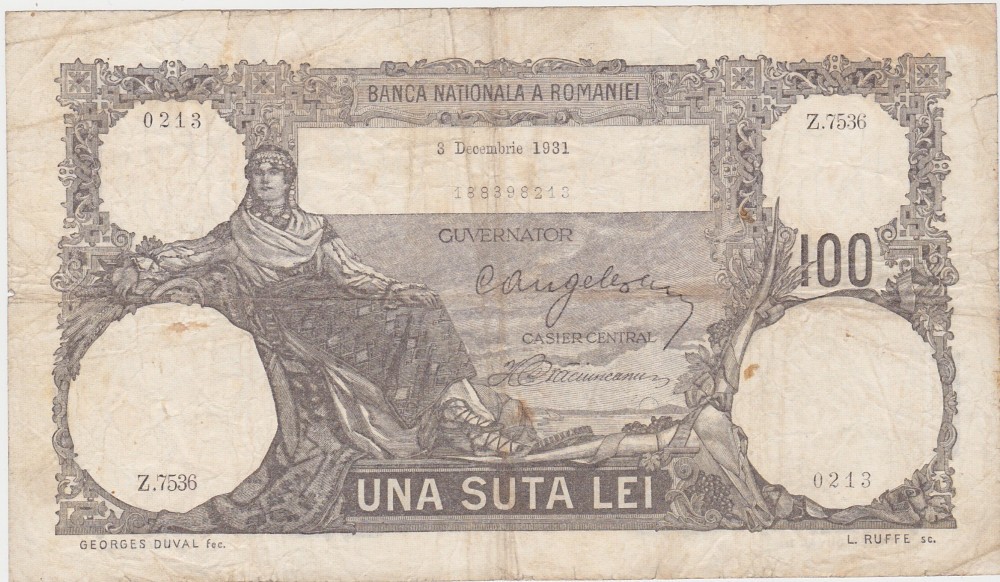 BANCA NATIONALA A ROMANIEI
0213
Z.7536
3 Decembrie 1931
188398213
GUVERNATOR
100
C Angelescu
CASIER CENTRAL
Z.7536
0213
UNA SUTA LEI
GEORGES DUVAL fec.
L. RUFFE sc.